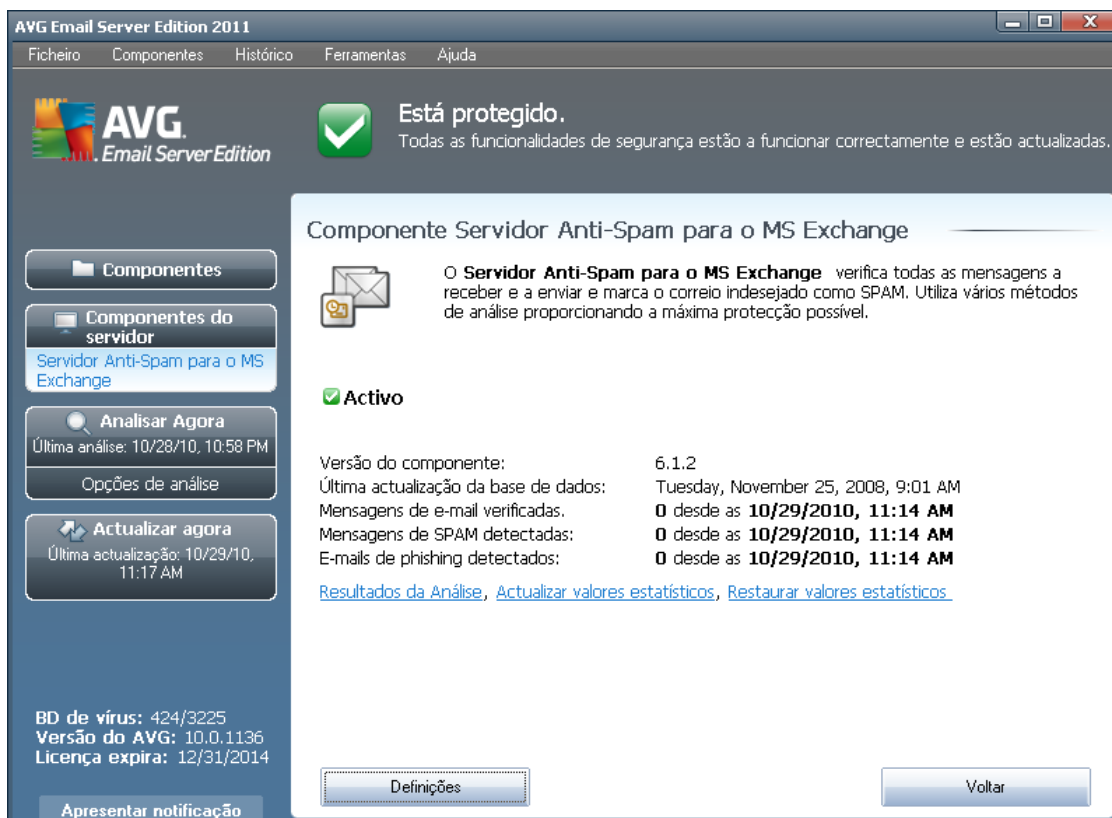 AVG Email Server Edition 2011
Ficheiro Componentes Histórico Ferramentas Ajuda
AVG.
Email Server Edition
Está protegido.
Todas as funcionalidades de segurança estão a funcionar correctamente e estão actualizadas.
Componentes
Componentes do
servidor
Servidor Anti-Spam para o MS
Exchange
Analisar Agora
Última análise: 10/28/10, 10:58 PM
Opções de análise
Actualizar agora
Última actualização: 10/29/10,
11:17 AM
BD de vírus: 424/3225
Versão do AVG: 10.0.1136
Licença expira: 12/31/2014
Apresentar notificação
Componente Servidor Anti-Spam para o MS Exchange
O Servidor Anti-Spam para o MS Exchange verifica todas as mensagens a
receber e a enviar e marca o correio indesejado como SPAM. Utiliza vários métodos
de análise proporcionando a máxima protecção possível.
Activo
Versão do componente: 6.1.2
Última actualização da base de dados: Tuesday, November 25, 2008, 9:01 AM
Mensagens de e-mail verificadas. 0 desde as 10/29/2010, 11:14 AM
Mensagens de SPAM detectadas: 0 desde as 10/29/2010, 11:14 AM
E-mails de phishing detectados: 0 desde as 10/29/2010, 11:14 AM
Resultados da Análise, Actualizar valores estatísticos, Restaurar valores estatísticos
Definições Voltar